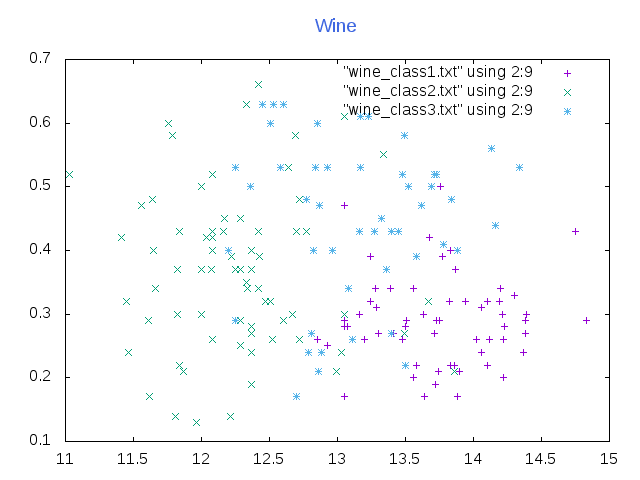 Wine
0.7
"wine_class1.txt" using 2:9
"wine_class2.txt" using 2:9
"wine_class3.txt" using 2:9
0.6
0.5
0.4
0.3
0.2
0.1
11 11.5 12 12.5 13 13.5 14 14.5 15